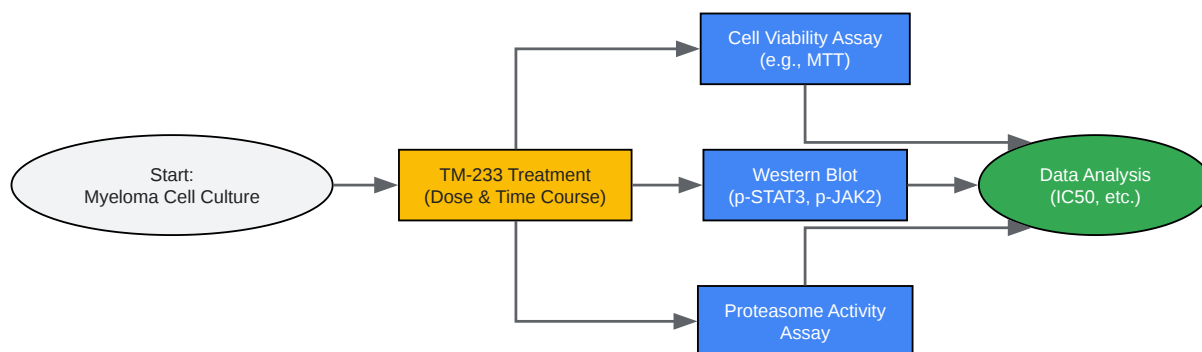 Cell Viability Assay
(e.g., MTT)
Start:
Myeloma Cell Culture
TM-233 Treatment
(Dose & Time Course)
Western Blot
(p-STAT3, p-JAK2)
Data Analysis
(IC50, etc.)
Proteasome Activity
Assay